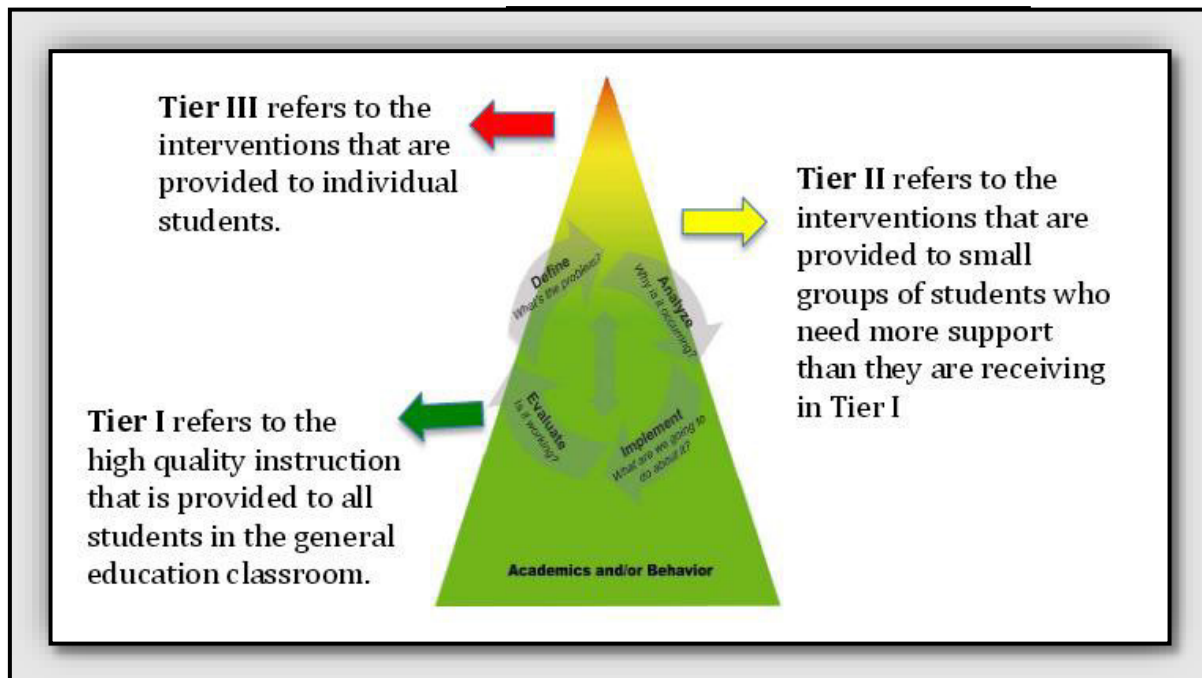 Tier III refers to the
interventions that are
provided to individual
students.
Tier II refers to the
interventions that are
provided to small
groups of students who
need more support
than they are receiving
in Tier I
Define
What's the problem?
Analyze
Why is it occurring?
Implement
What are we going to
do about it?
Evaluate
Is it working?
Tier I refers to the
high quality instruction
that is provided to all
students in the general
education classroom.
Academics and/or Behavior